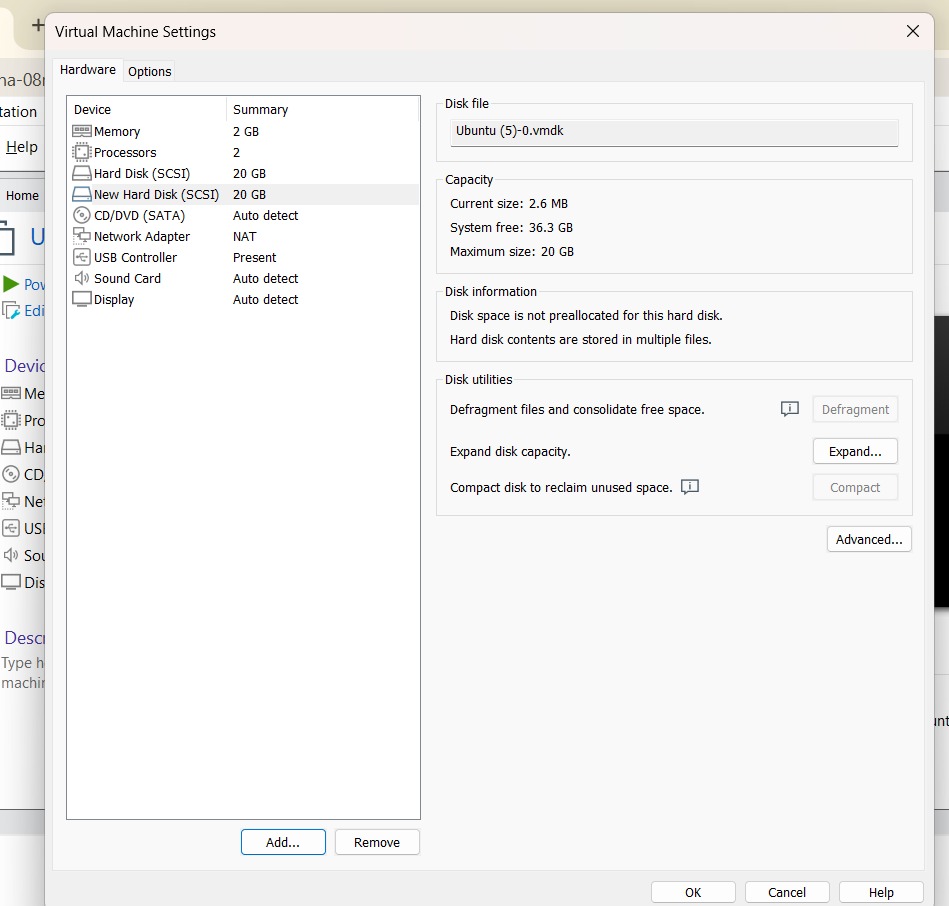 +
Virtual Machine Settings
Hardware Options
Device Summary
Memory 2 GB
Processors 2
Hard Disk (SCSI) 20 GB
New Hard Disk (SCSI) 20 GB
CD/DVD (SATA) Auto detect
Network Adapter NAT
USB Controller Present
Sound Card Auto detect
Display Auto detect
Add... Remove
Disk file
Ubuntu (5)-0.vmdk
Capacity
Current size: 2.6 MB
System free: 36.3 GB
Maximum size: 20 GB
Disk information
Disk space is not preallocated for this hard disk.
Hard disk contents are stored in multiple files.
Disk utilities
Defragment files and consolidate free space. Defragment
Expand disk capacity. Expand...
Compact disk to reclaim unused space. Compact
Advanced...
OK Cancel Help
na-08
tation
Help
Home
U
Pow
Edi
Devic
Me
Pro
Har
CD
Net
USB
Sou
Dis
Descr
Type h
machin
unt